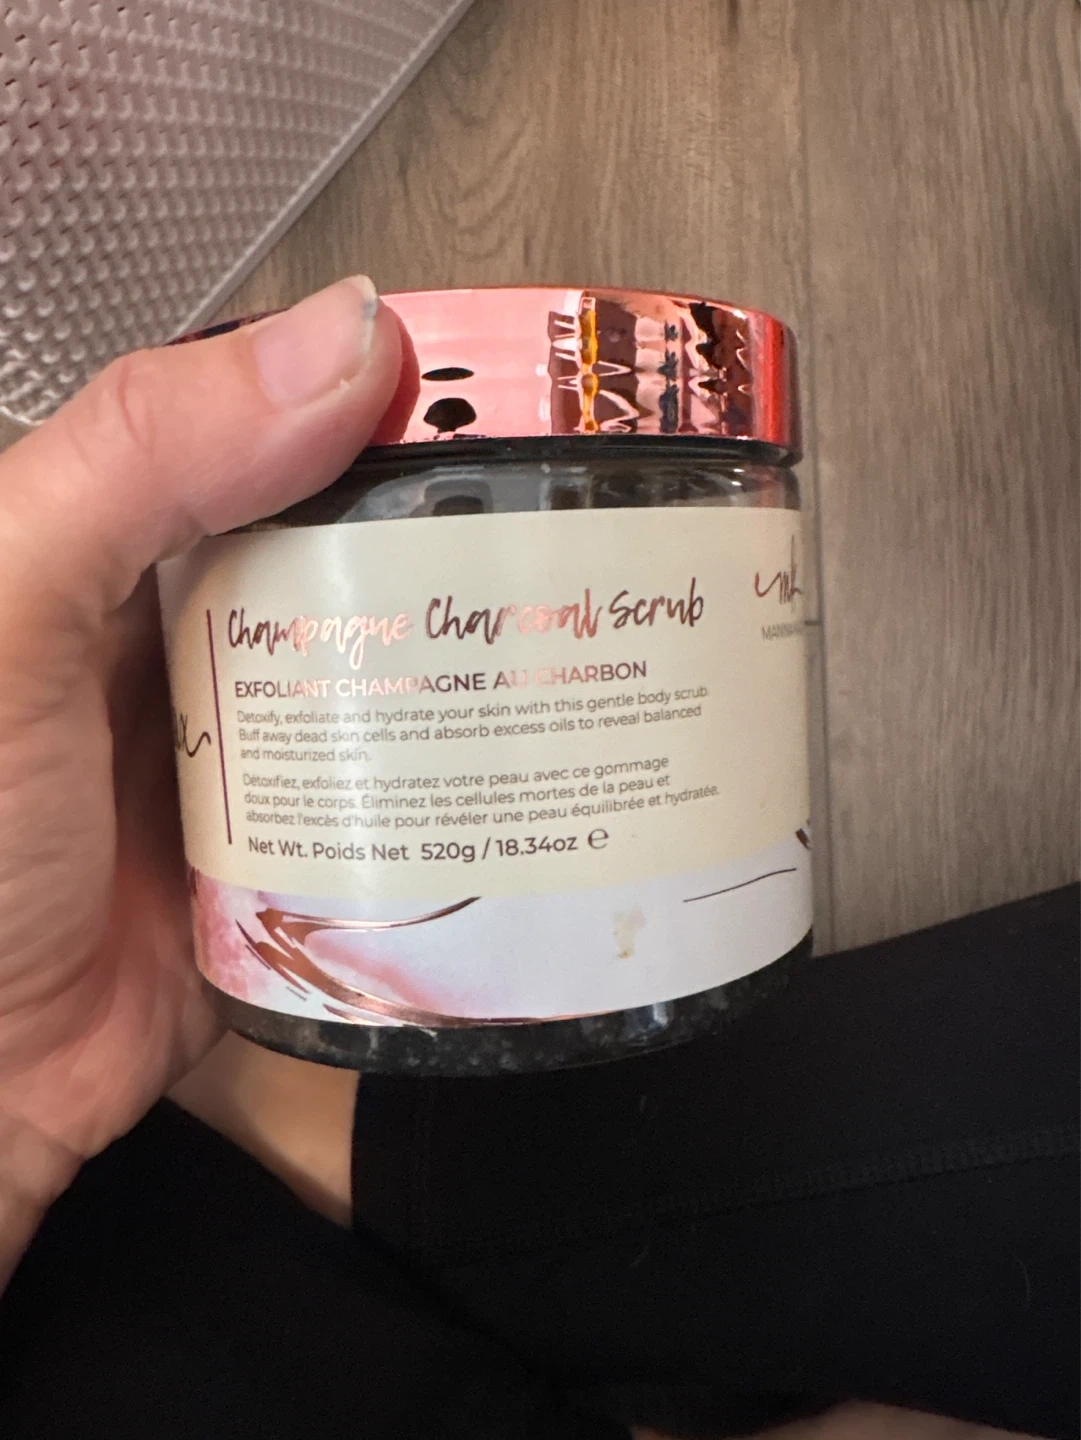 Champagne Charcoal Scrub
EXFOLIANT CHAMPAGNE AU CHARBON
Detoxify, exfoliate and hydrate your skin with this gentle body scrub.
Buff away dead skin cells and absorb excess oils to reveal balanced
and moisturized skin.
Détoxifiez, exfoliez et hydratez votre peau avec ce gommage
doux pour le corps. Éliminez les cellules mortes de la peau et
absorbez l'excès d'huile pour révéler une peau équilibrée et hydratée.
Net Wt. Poids Net 520g / 18.34oz ℮